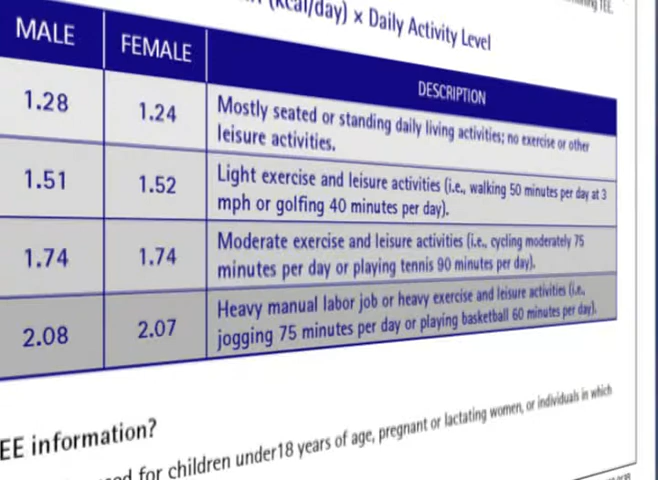 (kcal/day) × Daily Activity Level
TEE.
MALE
FEMALE
DESCRIPTION
1.28
1.24
Mostly seated or standing daily living activities; no exercise or other
leisure activities.
1.51
1.52
Light exercise and leisure activities (i.e., walking 50 minutes per day at 3
mph or golfing 40 minutes per day).
1.74
1.74
Moderate exercise and leisure activities (i.e., cycling moderately 75
minutes per day or playing tennis 90 minutes per day).
2.08
2.07
Heavy manual labor job or heavy exercise and leisure activities (i.e.,
jogging 75 minutes per day or playing basketball 60 minutes per day).
EE information?
for children under18 years of age, pregnant or lactating women, or individuals in which